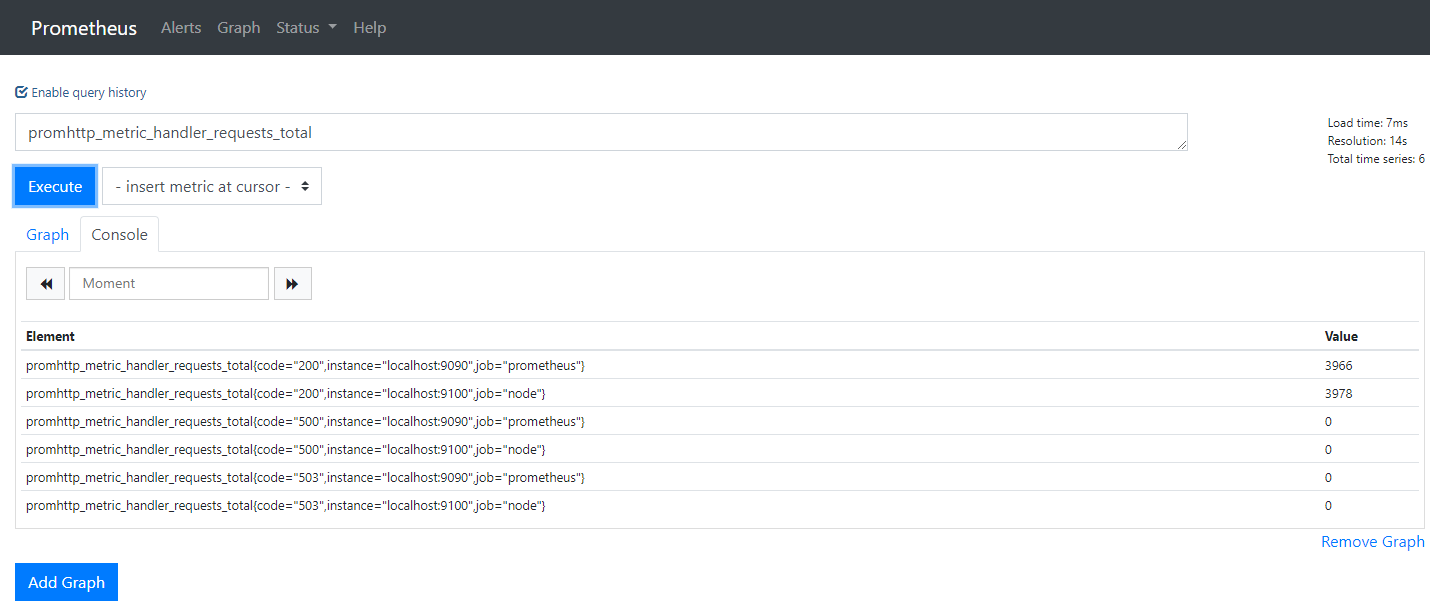 Prometheus Alerts Graph Status Help
Enable query history
promhttp_metric_handler_requests_total
Load time: 7ms
Resolution: 14s
Total time series: 6
Execute - insert metric at cursor -
Graph Console
Moment
Element Value
promhttp_metric_handler_requests_total{code="200",instance="localhost:9090",job="prometheus"} 3966
promhttp_metric_handler_requests_total{code="200",instance="localhost:9100",job="node"} 3978
promhttp_metric_handler_requests_total{code="500",instance="localhost:9090",job="prometheus"} 0
promhttp_metric_handler_requests_total{code="500",instance="localhost:9100",job="node"} 0
promhttp_metric_handler_requests_total{code="503",instance="localhost:9090",job="prometheus"} 0
promhttp_metric_handler_requests_total{code="503",instance="localhost:9100",job="node"} 0
Remove Graph
Add Graph